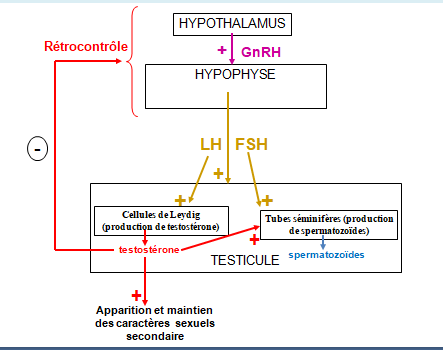 HYPOTHALAMUS
Rétrocontrôle
+ GnRH
HYPOPHYSE
LH FSH
-
+
+ +
Cellules de Leydig
(production de testostérone)
Tubes séminifères (production
de spermatozoïdes)
+
testostérone
spermatozoïdes
TESTICULE
+
Apparition et maintien
des caractères sexuels
secondaire